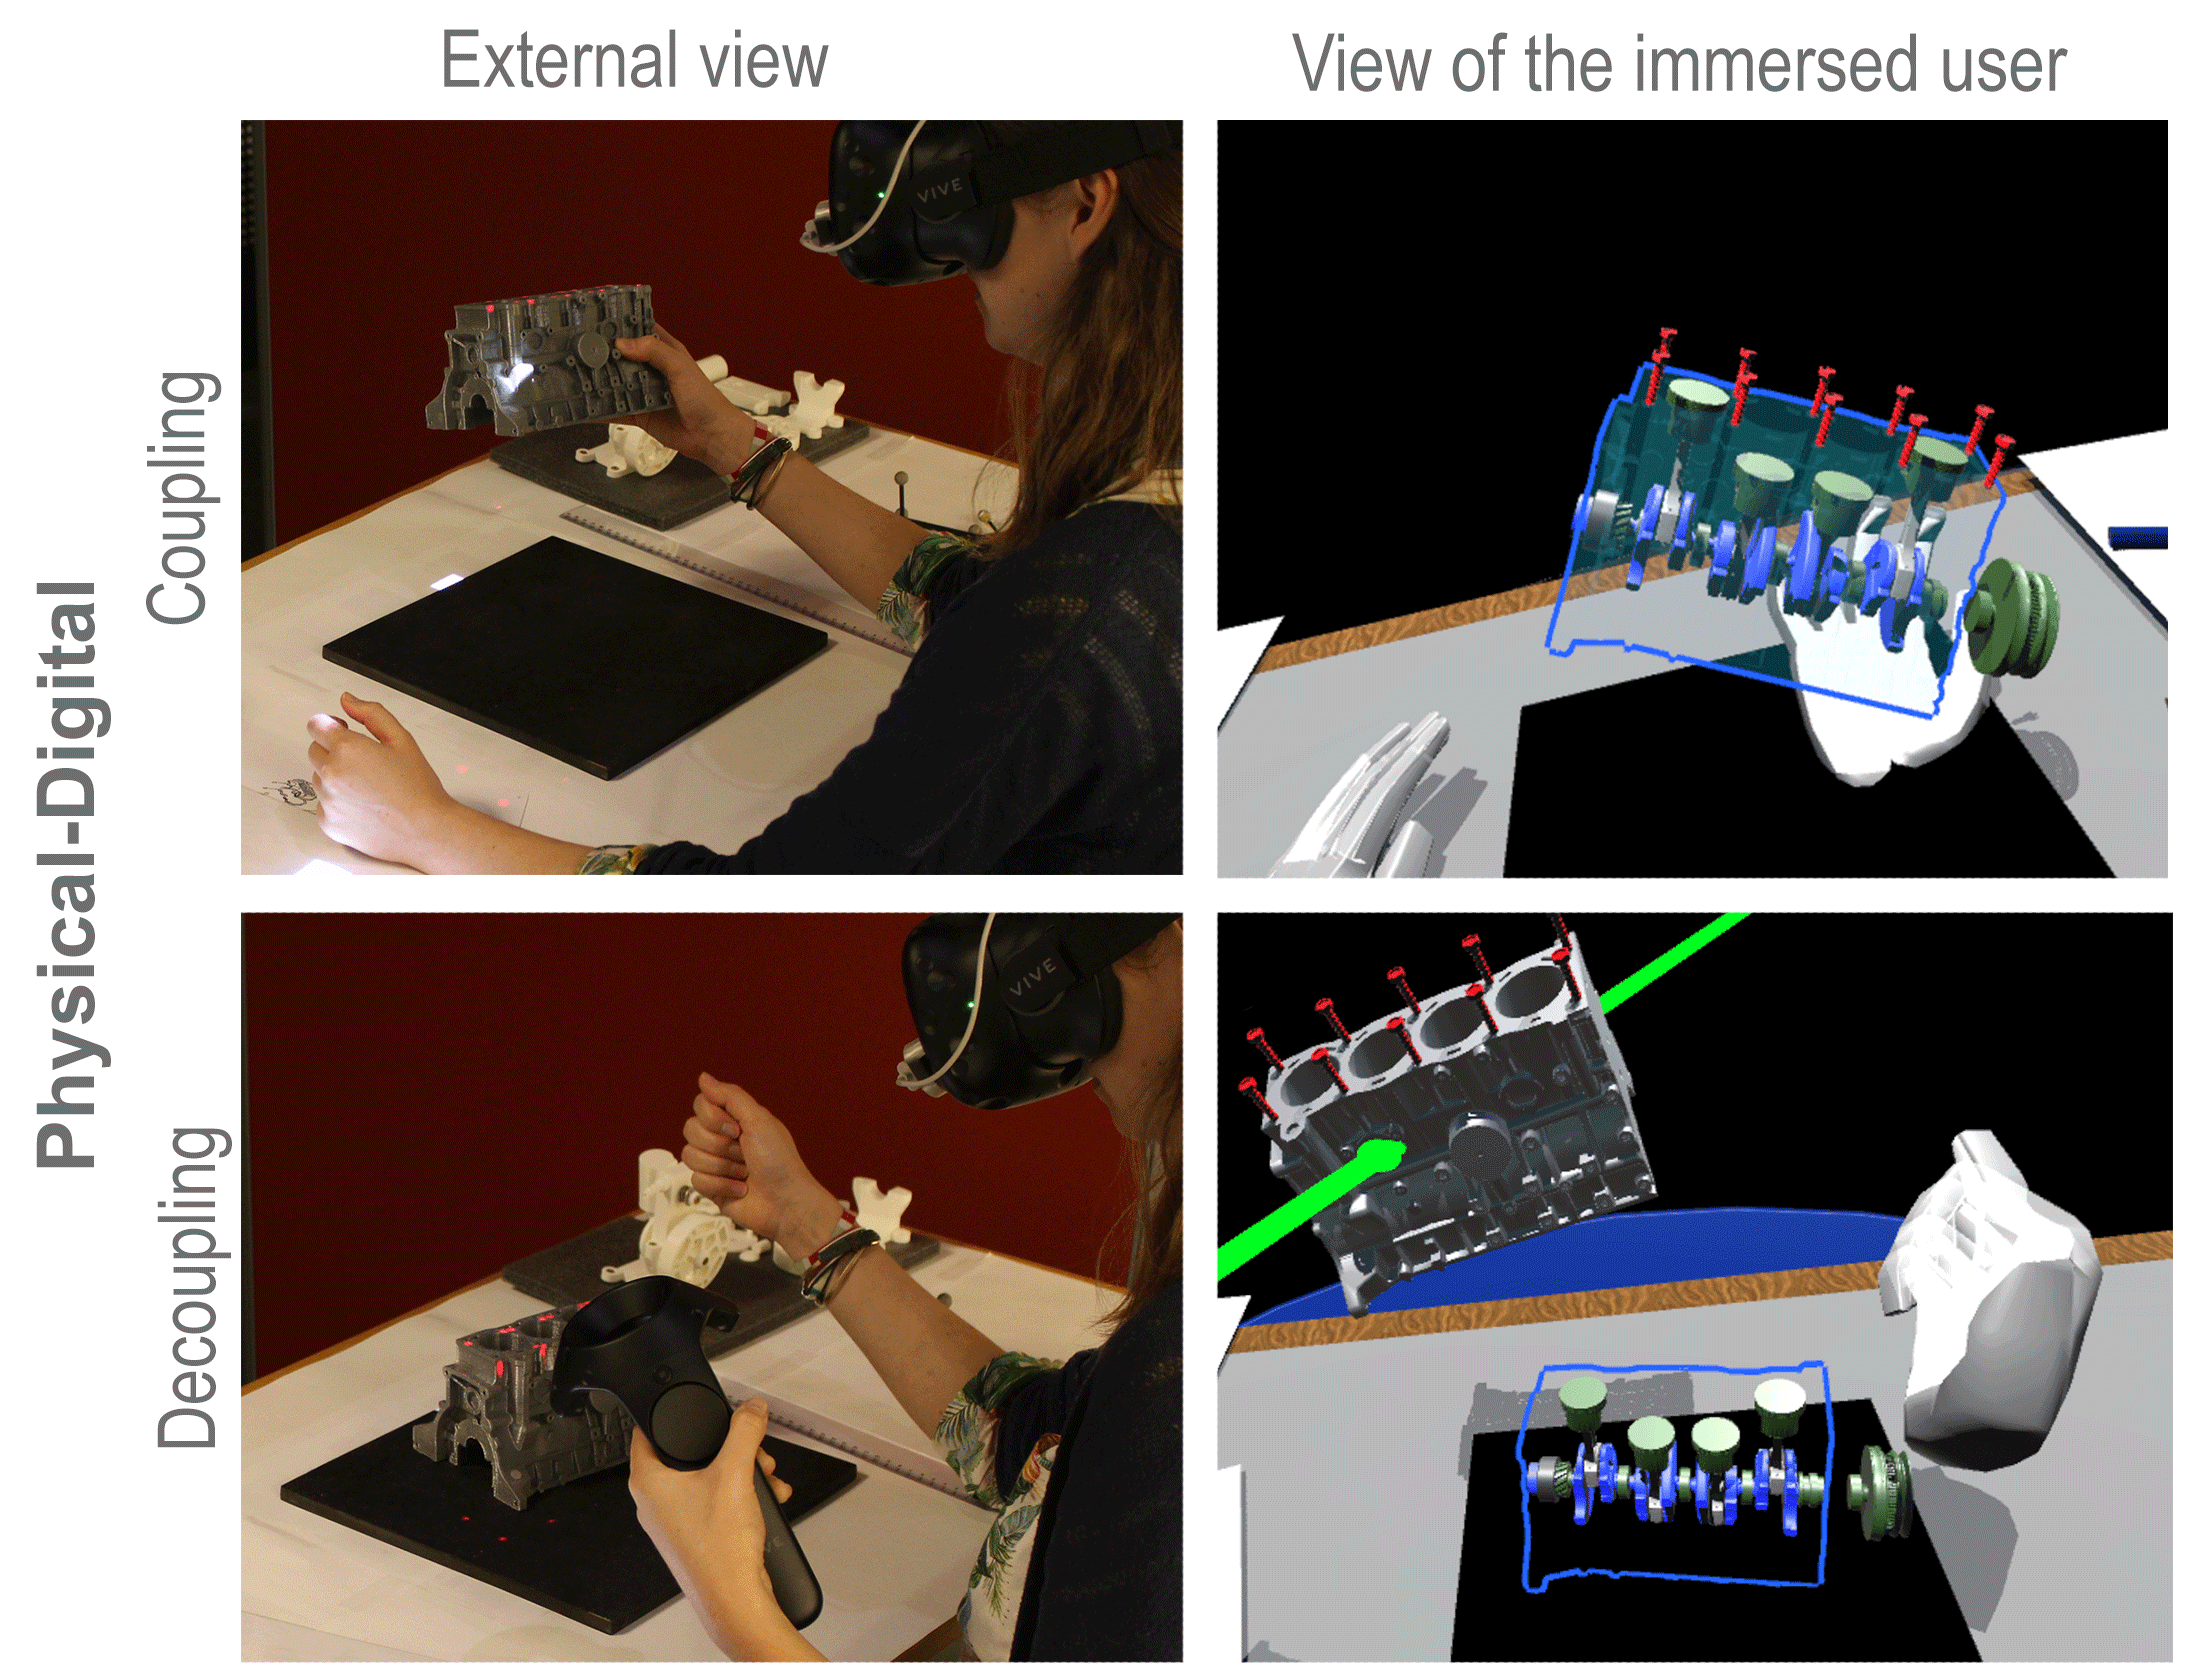 External view
View of the immersed user
Physical-Digital
Coupling
VIVE
Decoupling
VIVE